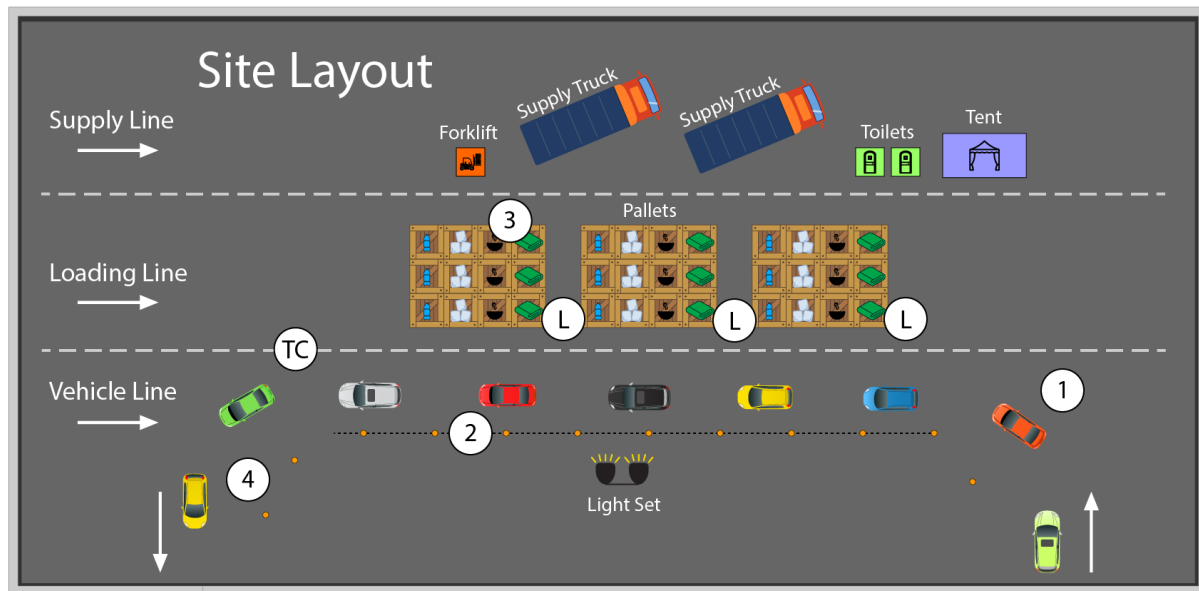 Site Layout
Supply Truck
Supply Truck
Supply Line
Forklift
Toilets
Tent
3
Pallets
Loading Line
L
L
L
TC
Vehicle Line
1
2
4
Light Set